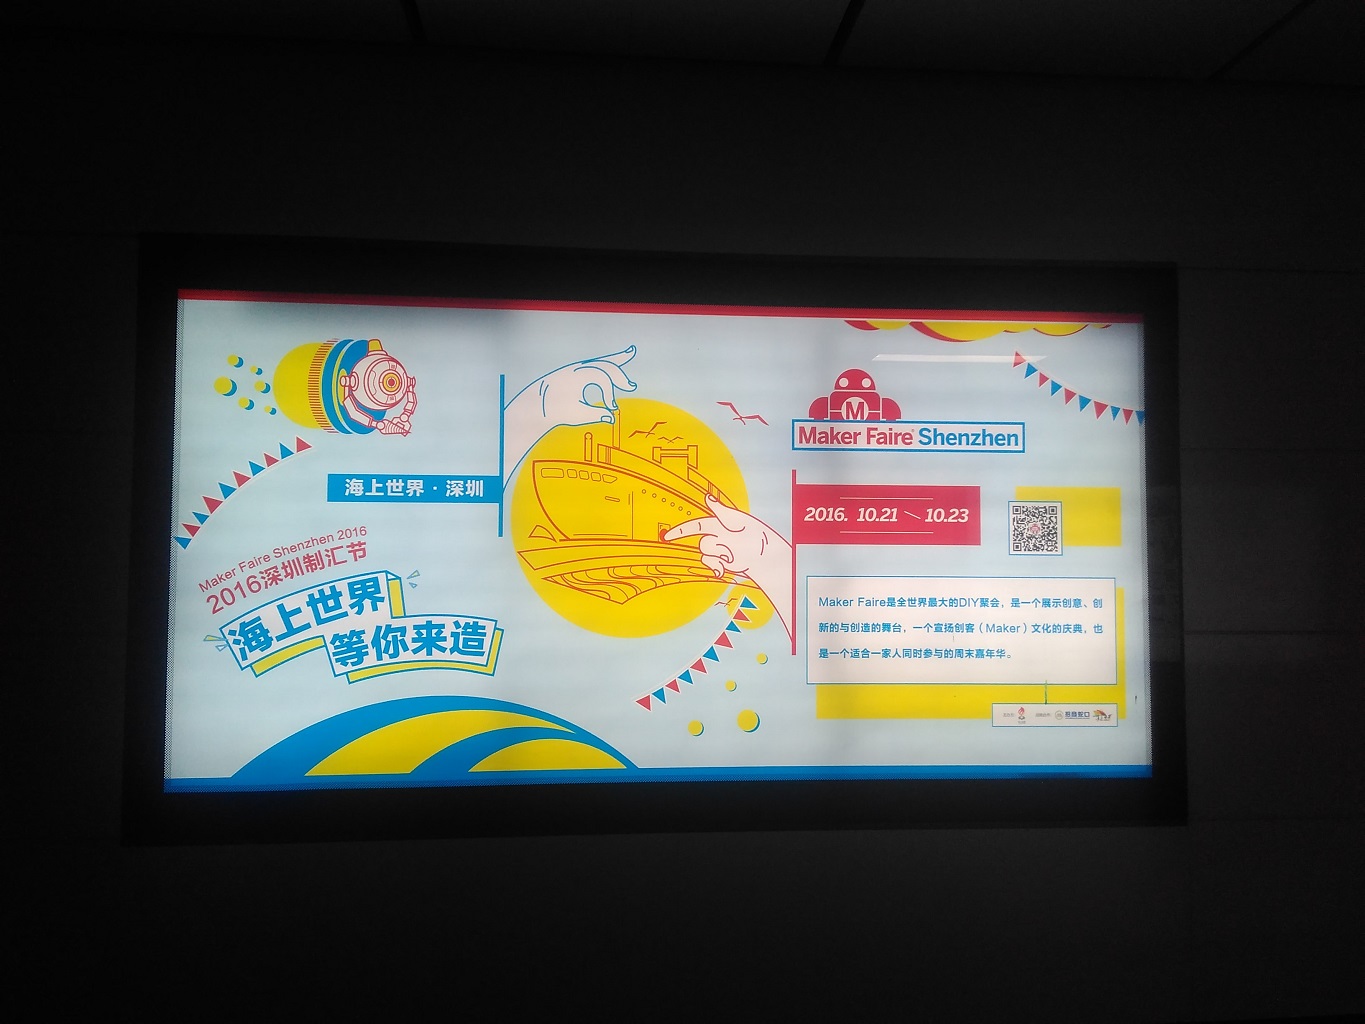 海上世界·深圳
Maker Faire Shenzhen 2016
2016深圳制汇节
海上世界
等你来造
M
Maker Faire Shenzhen
2016. 10.21 ~ 10.23
Maker Faire是全世界最大的DIY聚会，是一个展示创意、创
新的与创造的舞台，一个宣扬创客（Maker）文化的庆典，也
是一个适合一家人同时参与的周末嘉年华。
招商蛇口